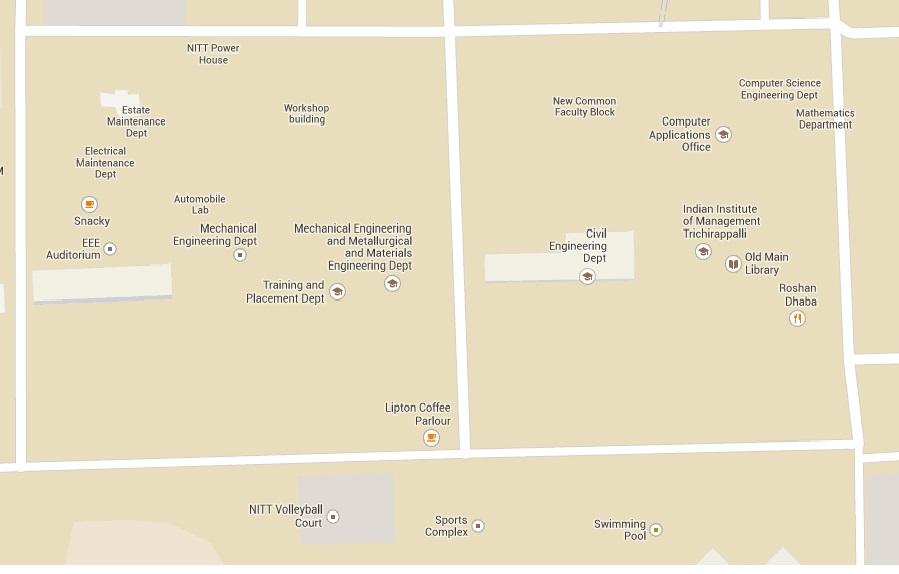 NITT Power
House
Estate
Maintenance
Dept
Workshop
building
Electrical
Maintenance
Dept
Snacky
Automobile
Lab
EEE
Auditorium
Mechanical
Engineering Dept
Mechanical Engineering
and Metallurgical
and Materials
Engineering Dept
Training and
Placement Dept
Lipton Coffee
Parlour
New Common
Faculty Block
Computer Science
Engineering Dept
Mathematics
Department
Computer
Applications
Office
Civil
Engineering
Dept
Indian Institute
of Management
Trichirappalli
Old Main
Library
Roshan
Dhaba
NITT Volleyball
Court
Sports
Complex
Swimming
Pool